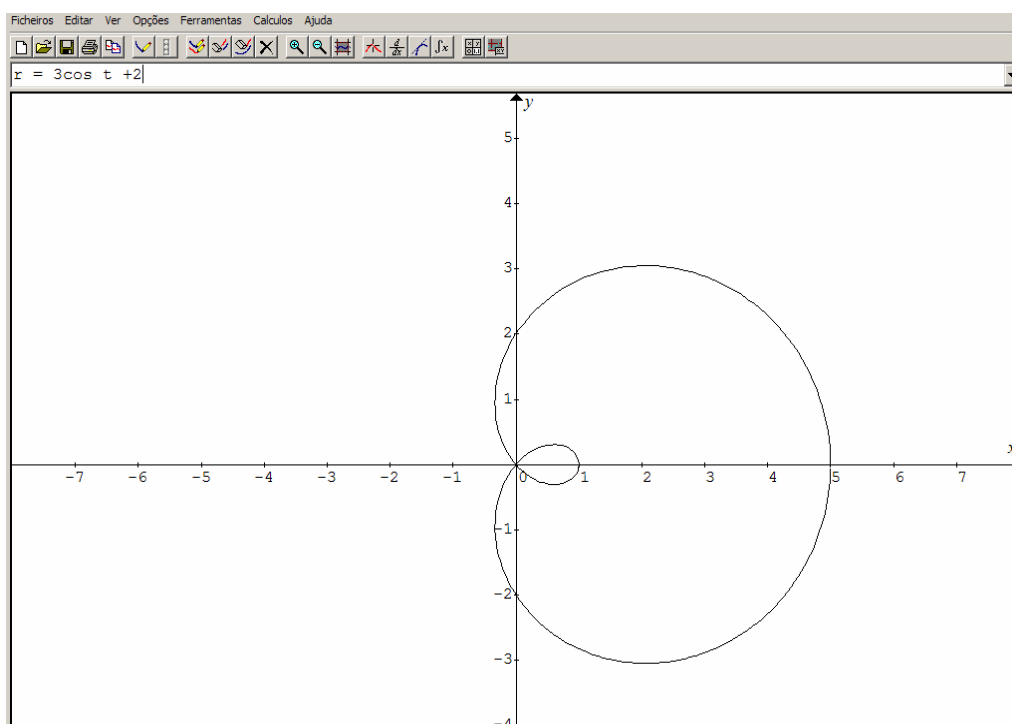 Ficheiros Editar Ver Opções Ferramentas Calculos Ajuda
r = 3cos t +2
y
5
4
3
2
1
x
-7 -6 -5 -4 -3 -2 -1 0 1 2 3 4 5 6 7
-1
-2
-3
-4